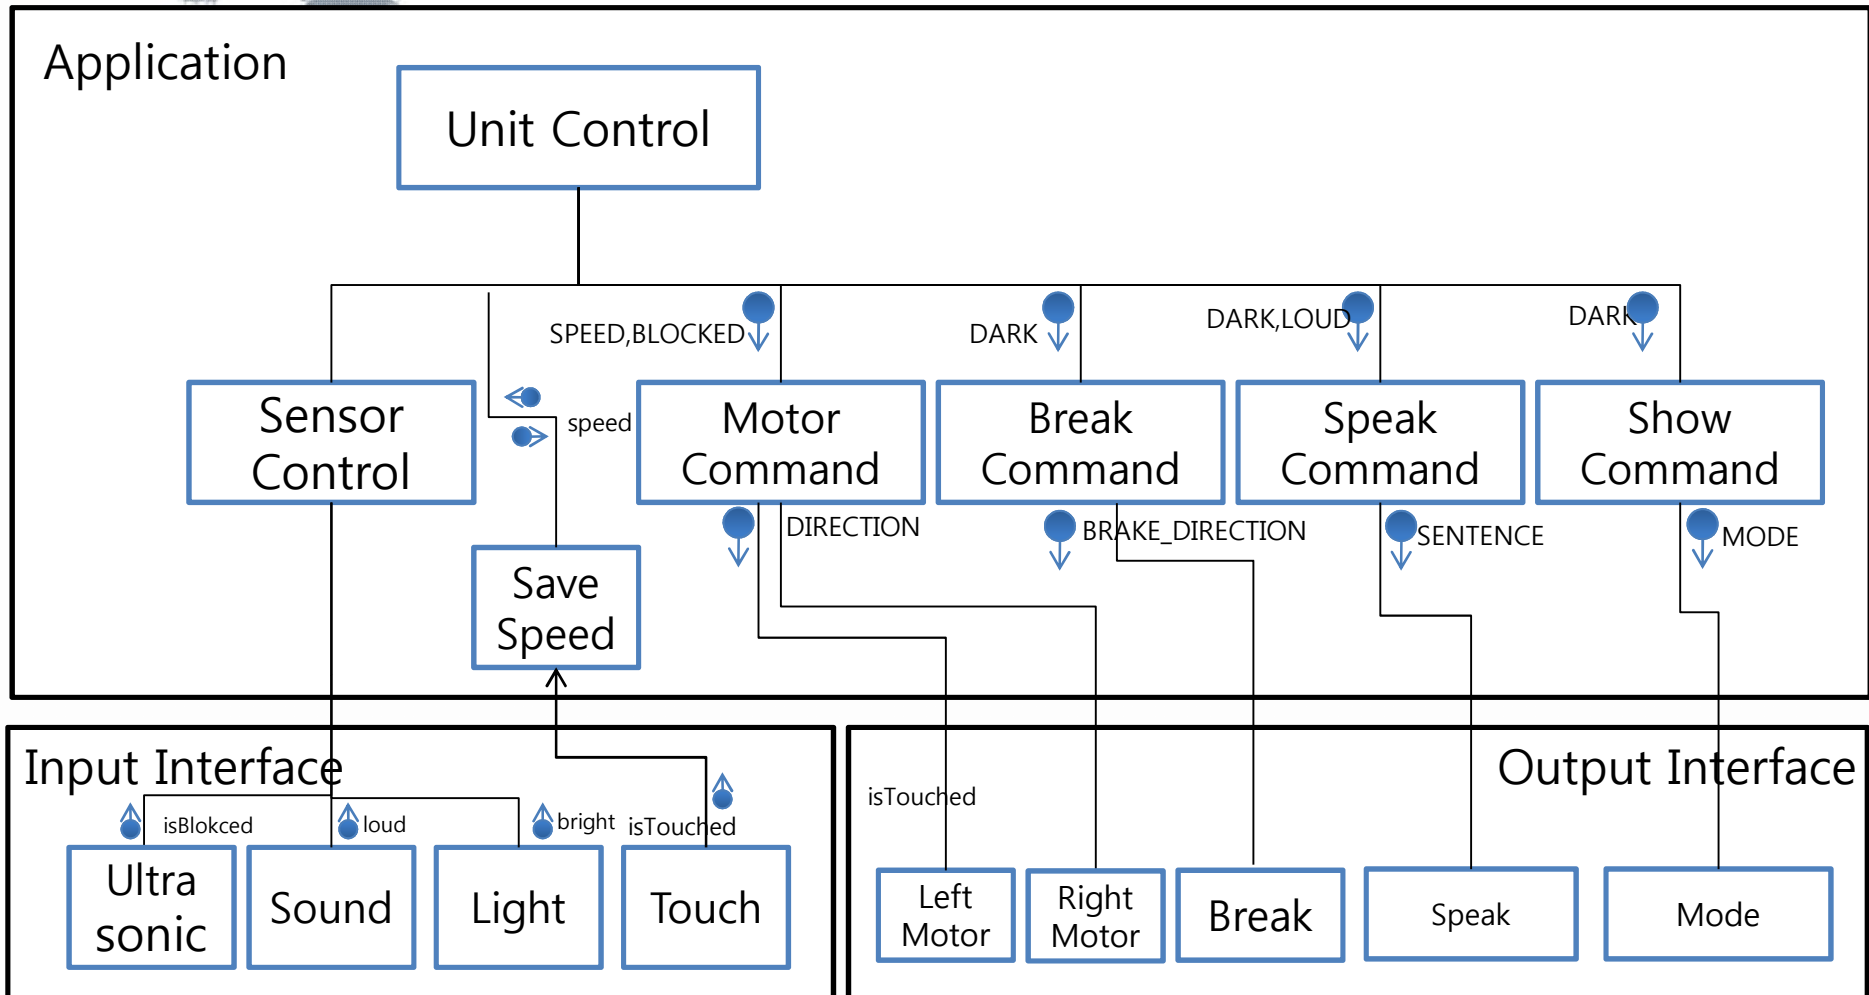 Application
Unit Control
SPEED,BLOCKED
DARK
DARK,LOUD
DARK
Sensor
Control
speed
Motor
Command
Break
Command
Speak
Command
Show
Command
DIRECTION
BRAKE_DIRECTION
SENTENCE
MODE
Save
Speed
Input Interface
isBlokced
loud
bright
isTouched
Ultra
sonic
Sound
Light
Touch
Output Interface
isTouched
Left
Motor
Right
Motor
Break
Speak
Mode